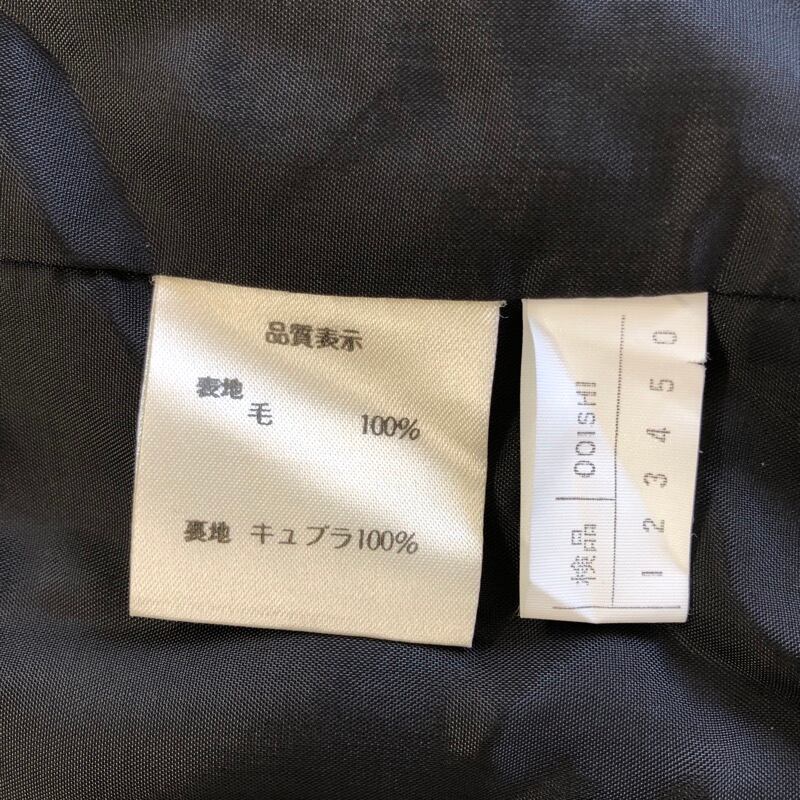 品質表示
表地
毛 100%
裏地 キュプラ100%
検品 OOISHI
1 2 3 4 5 0